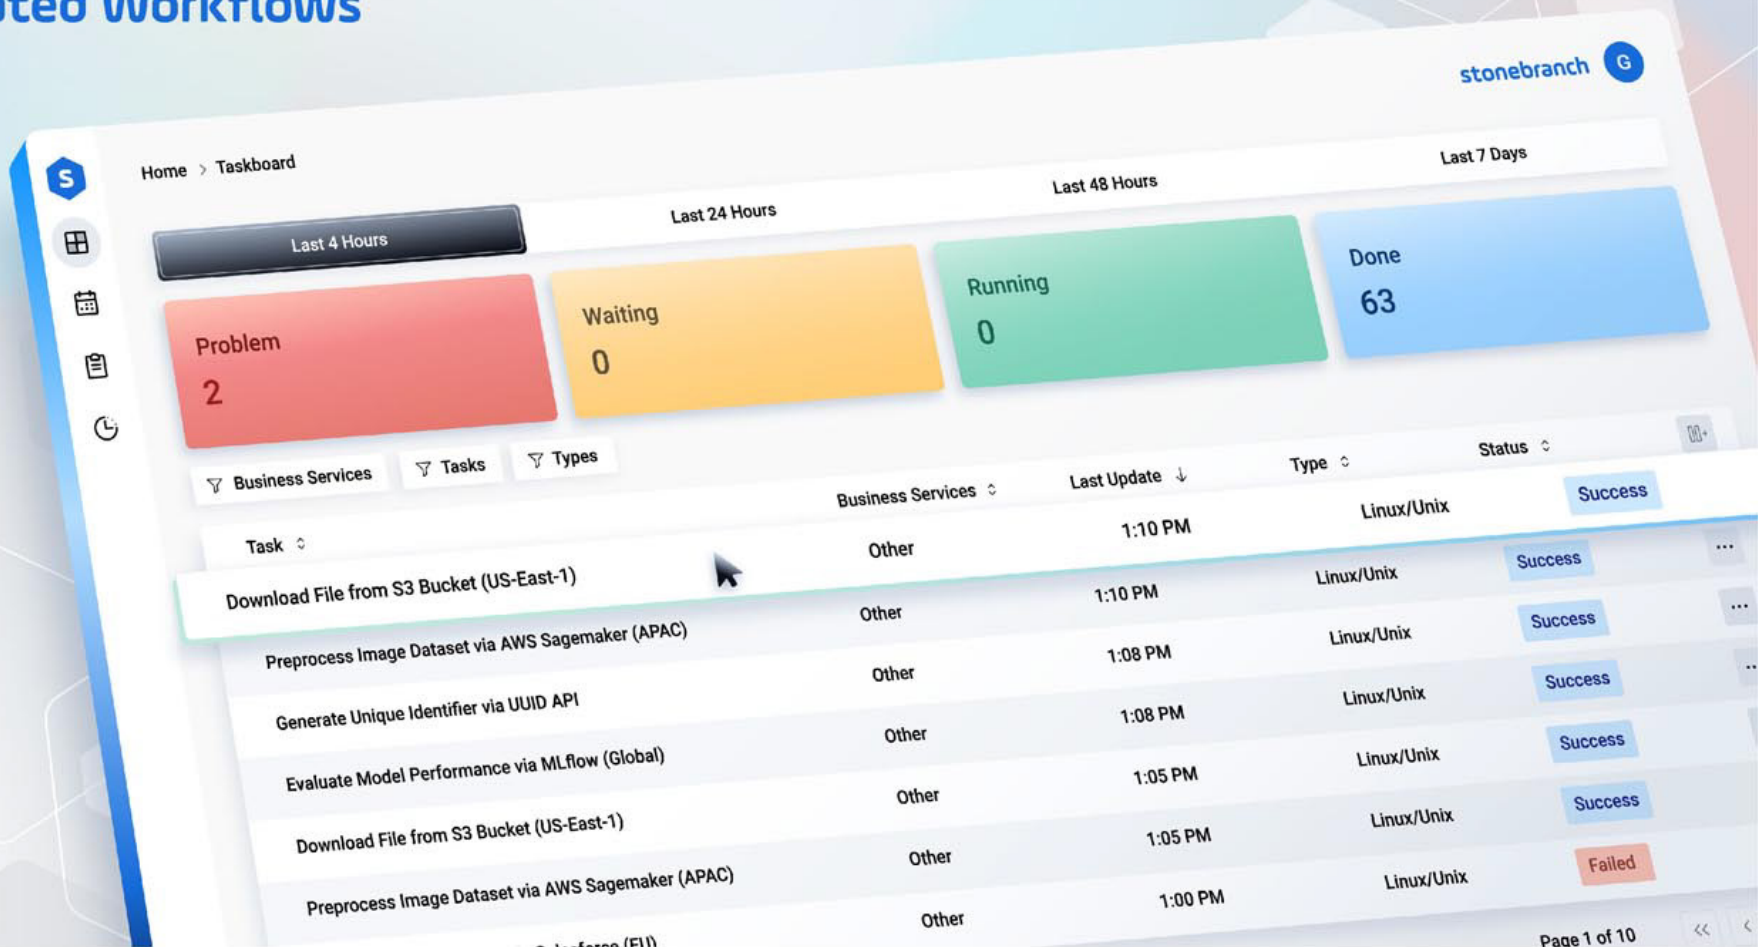 Workflows
stonebranch G
S
Home > Taskboard
Last 4 Hours Last 24 Hours Last 48 Hours Last 7 Days
Problem
2
Waiting
0
Running
0
Done
63
Business Services Tasks Types
Task Business Services Last Update ↓ Type Status
Download File from S3 Bucket (US-East-1) Other 1:10 PM Linux/Unix Success
Preprocess Image Dataset via AWS Sagemaker (APAC) Other 1:10 PM Linux/Unix Success ...
Generate Unique Identifier via UUID API Other 1:08 PM Linux/Unix Success ...
Evaluate Model Performance via MLflow (Global) Other 1:08 PM Linux/Unix Success
Download File from S3 Bucket (US-East-1) Other 1:05 PM Linux/Unix Success
Preprocess Image Dataset via AWS Sagemaker (APAC) Other 1:05 PM Linux/Unix Success
(EU) Other 1:00 PM Linux/Unix Failed
Page 1 of 10 << <